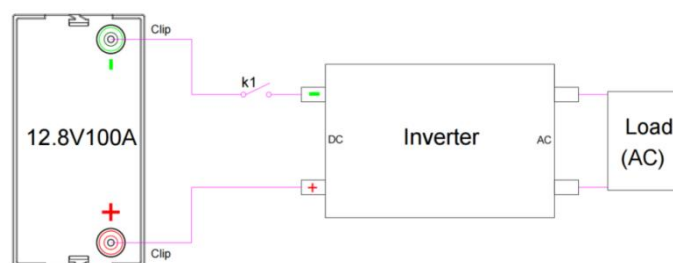 Clip
-
k1
-
12.8V100A
DC
Inverter
AC
Load
(AC)
+
+
Clip